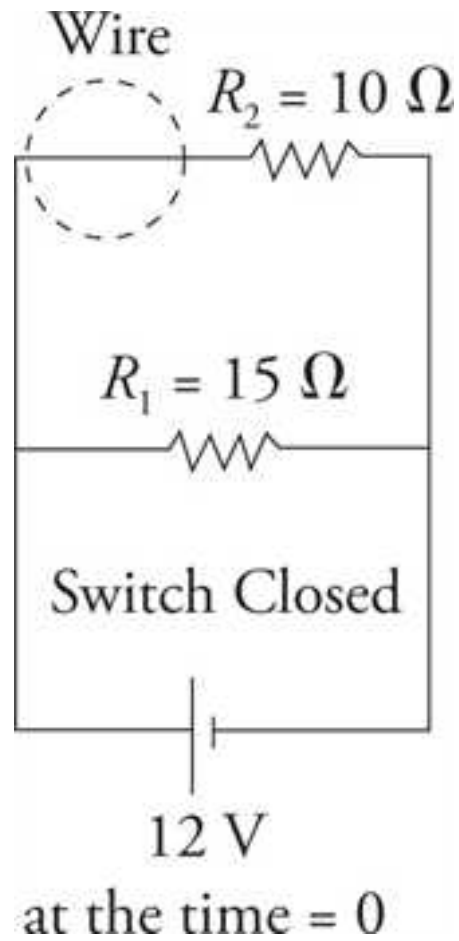 Wire
R₂ = 10 Ω
R₁ = 15 Ω
Switch Closed
12 V
at the time = 0